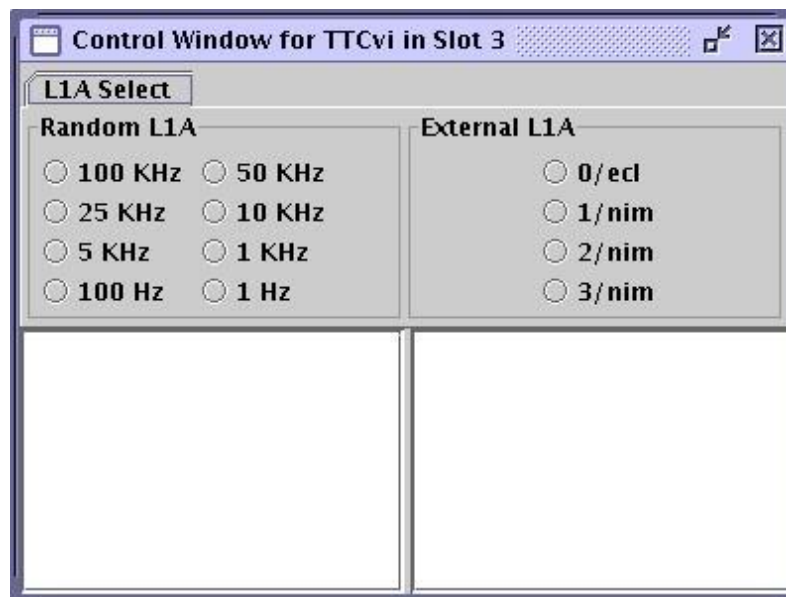 Control Window for TTCvi in Slot 3
L1A Select
Random L1A
100 KHz 50 KHz
25 KHz 10 KHz
5 KHz 1 KHz
100 Hz 1 Hz
External L1A
0/ecl
1/nim
2/nim
3/nim